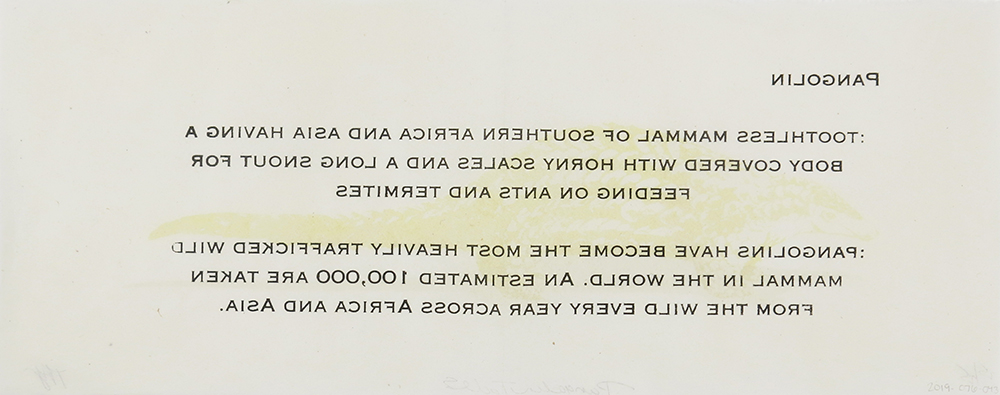 PANGOLIN
:TOOTHLESS MAMMAL OF SOUTHERN AFRICA AND ASIA HAVING A
BODY COVERED WITH HORNY SCALES AND A LONG SNOUT FOR
FEEDING ON ANTS AND TERMITES
:PANGOLINS HAVE BECOME THE MOST HEAVILY TRAFFICKED WILD
MAMMAL IN THE WORLD. AN ESTIMATED 100,000 ARE TAKEN
FROM THE WILD EVERY YEAR ACROSS AFRICA AND ASIA.